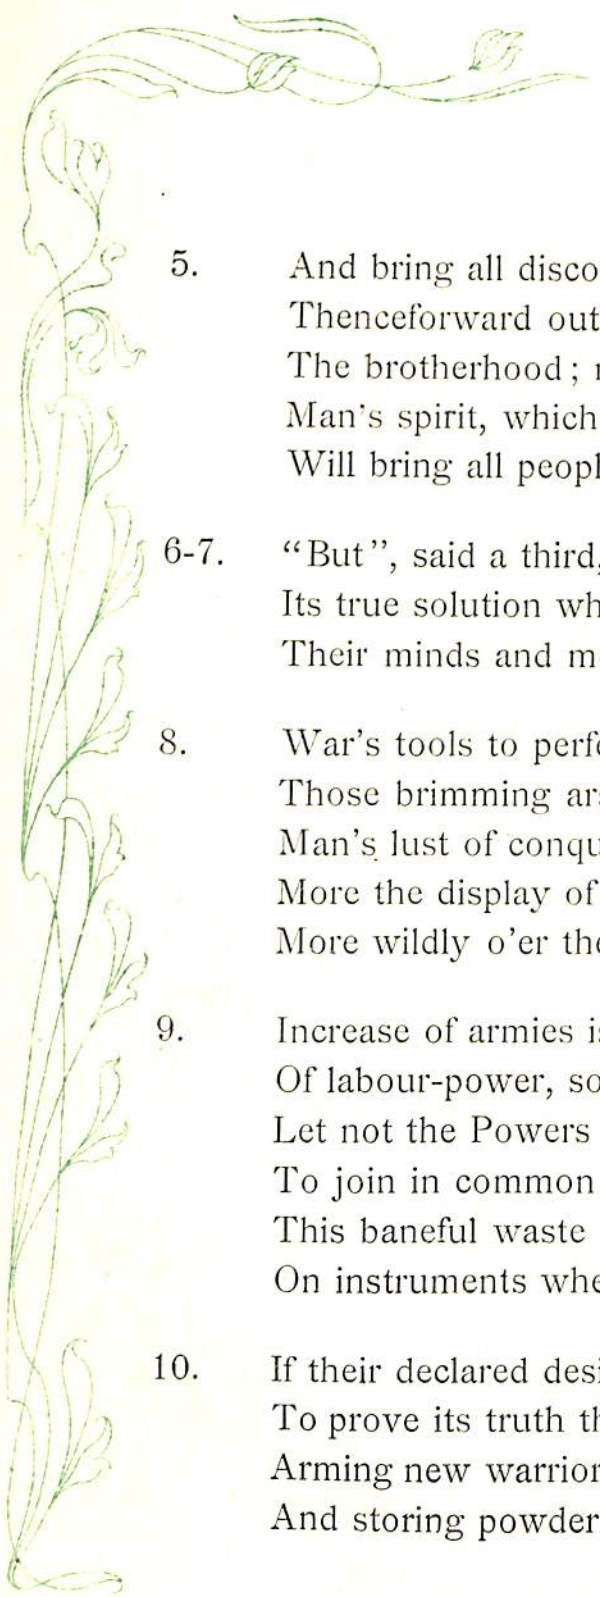 5. And bring all disco
Thenceforward out
The brotherhood;
Man's spirit, which
Will bring all peopl
6-7. “But”, said a third,
Its true solution wh
Their minds and m
8. War's tools to perfe
Those brimming ar
Man's lust of conqu
More the display of
More wildly o'er the
9. Increase of armies is
Of labour-power, so
Let not the Powers
To join in common
This baneful waste
On instruments whe
10. If their declared desi
To prove its truth th
Arming new warrior
And storing powder